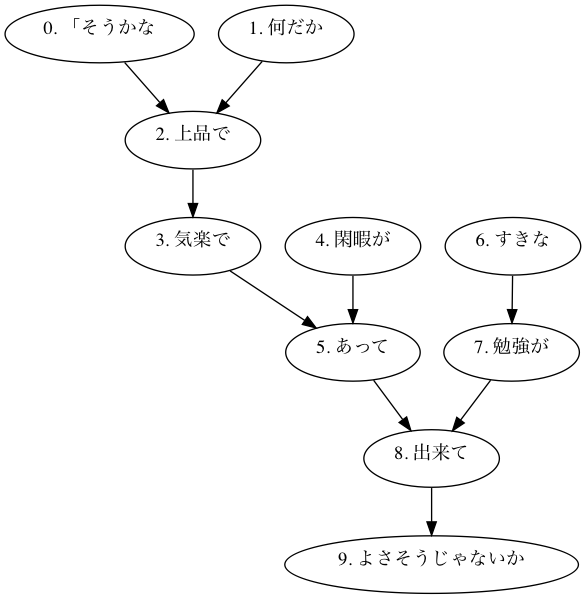 0. 「そうかな
1. 何だか
2. 上品で
3. 気楽で
4. 閑暇が
6. すきな
5. あって
7. 勉強が
8. 出来て
9. よさそうじゃないか